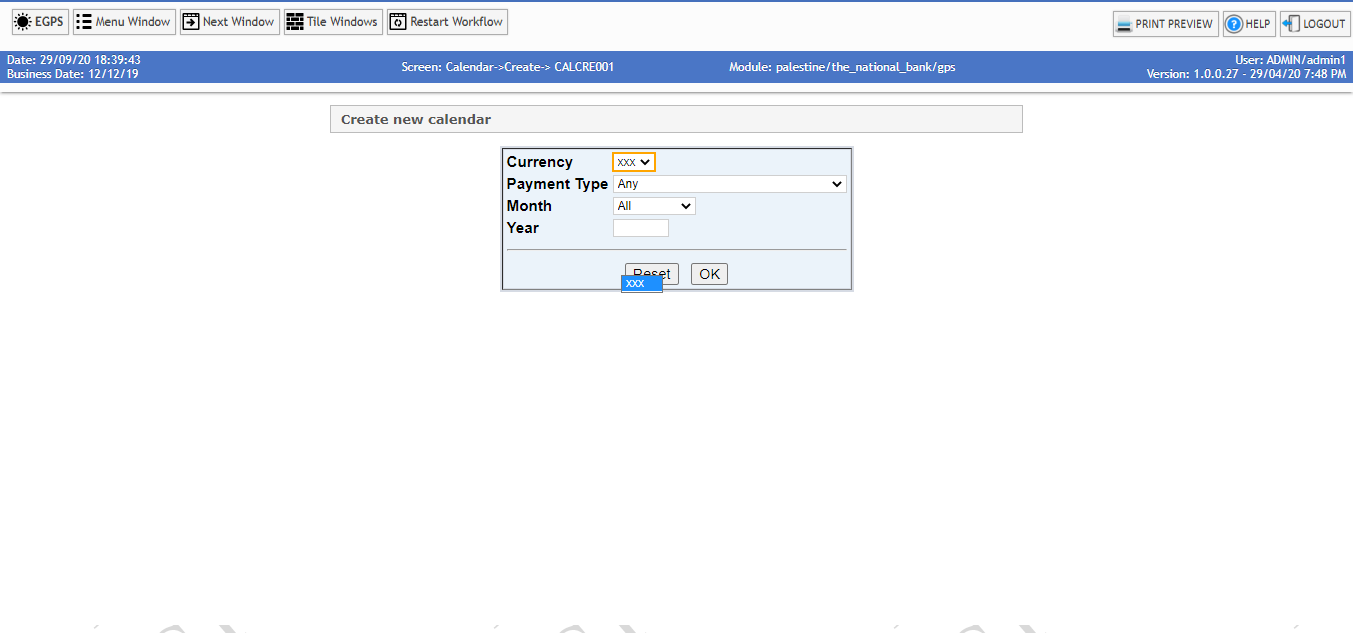 EGPS Menu Window Next Window Tile Windows Restart Workflow PRINT PREVIEW HELP LOGOUT
Date: 29/09/20 18:39:43
Business Date: 12/12/19
Screen: Calendar->Create-> CALCRE001
Module: palestine/the_national_bank/gps
User: ADMIN/admin1
Version: 1.0.0.27 - 29/04/20 7:48 PM
Create new calendar
Currency xxx
Payment Type Any
Month All
Year
Reset OK
xxx